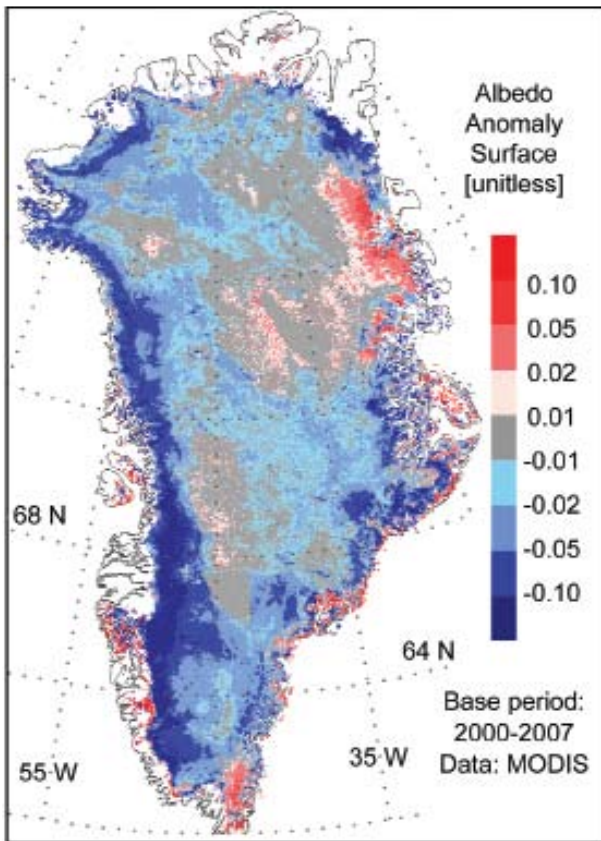 Albedo
Anomaly
Surface
[unitless]
0.10
0.05
0.02
0.01
-0.01
-0.02
-0.05
-0.10
68 N
64 N
Base period:
2000-2007
Data: MODIS
55 W
35 W